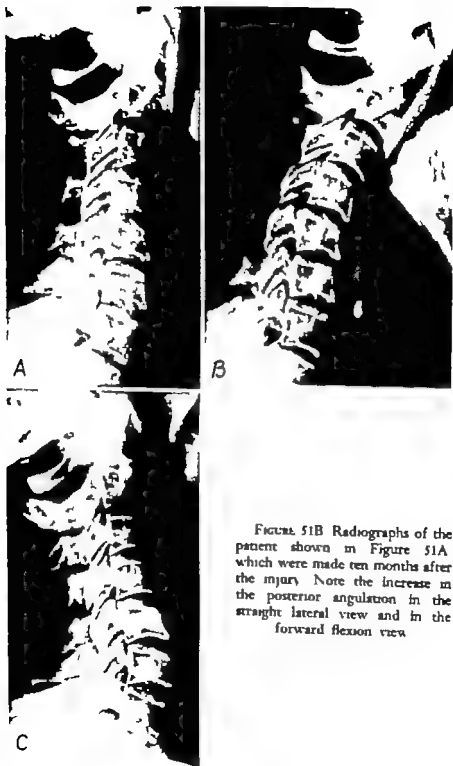 A
B
C
FIGURE 51B Radiographs of the
patient shown in Figure 51A
which were made ten months after
the injury Note the increase in
the posterior angulation in the
straight lateral view and in the
forward flexion view